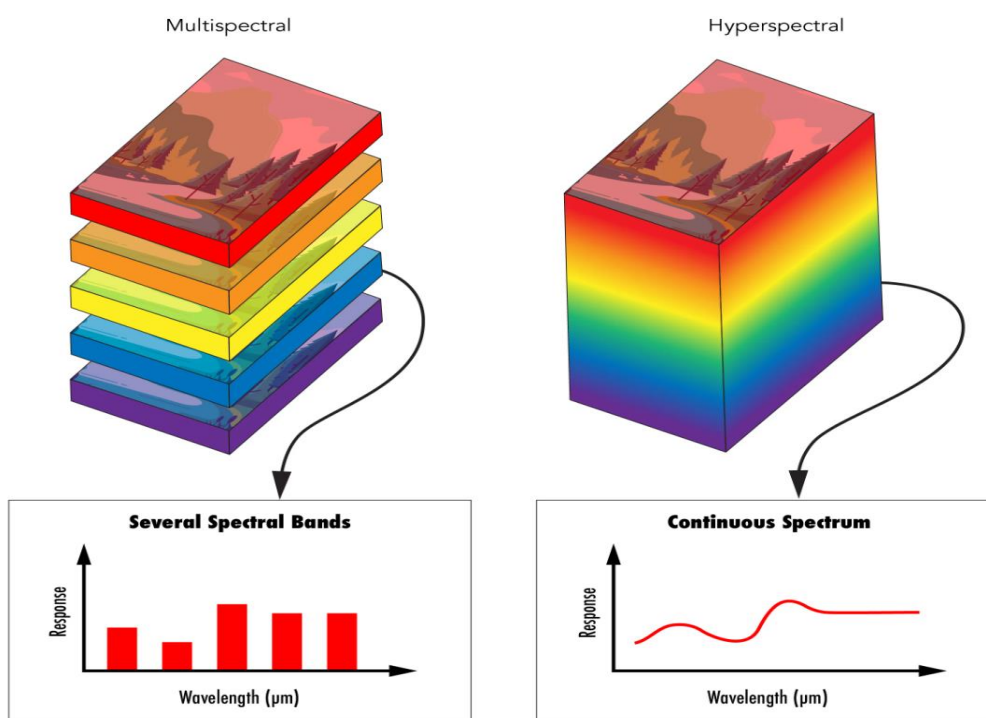 Multispectral
Hyperspectral
Several Spectral Bands
Response
Wavelength (µm)
Continuous Spectrum
Response
Wavelength (µm)